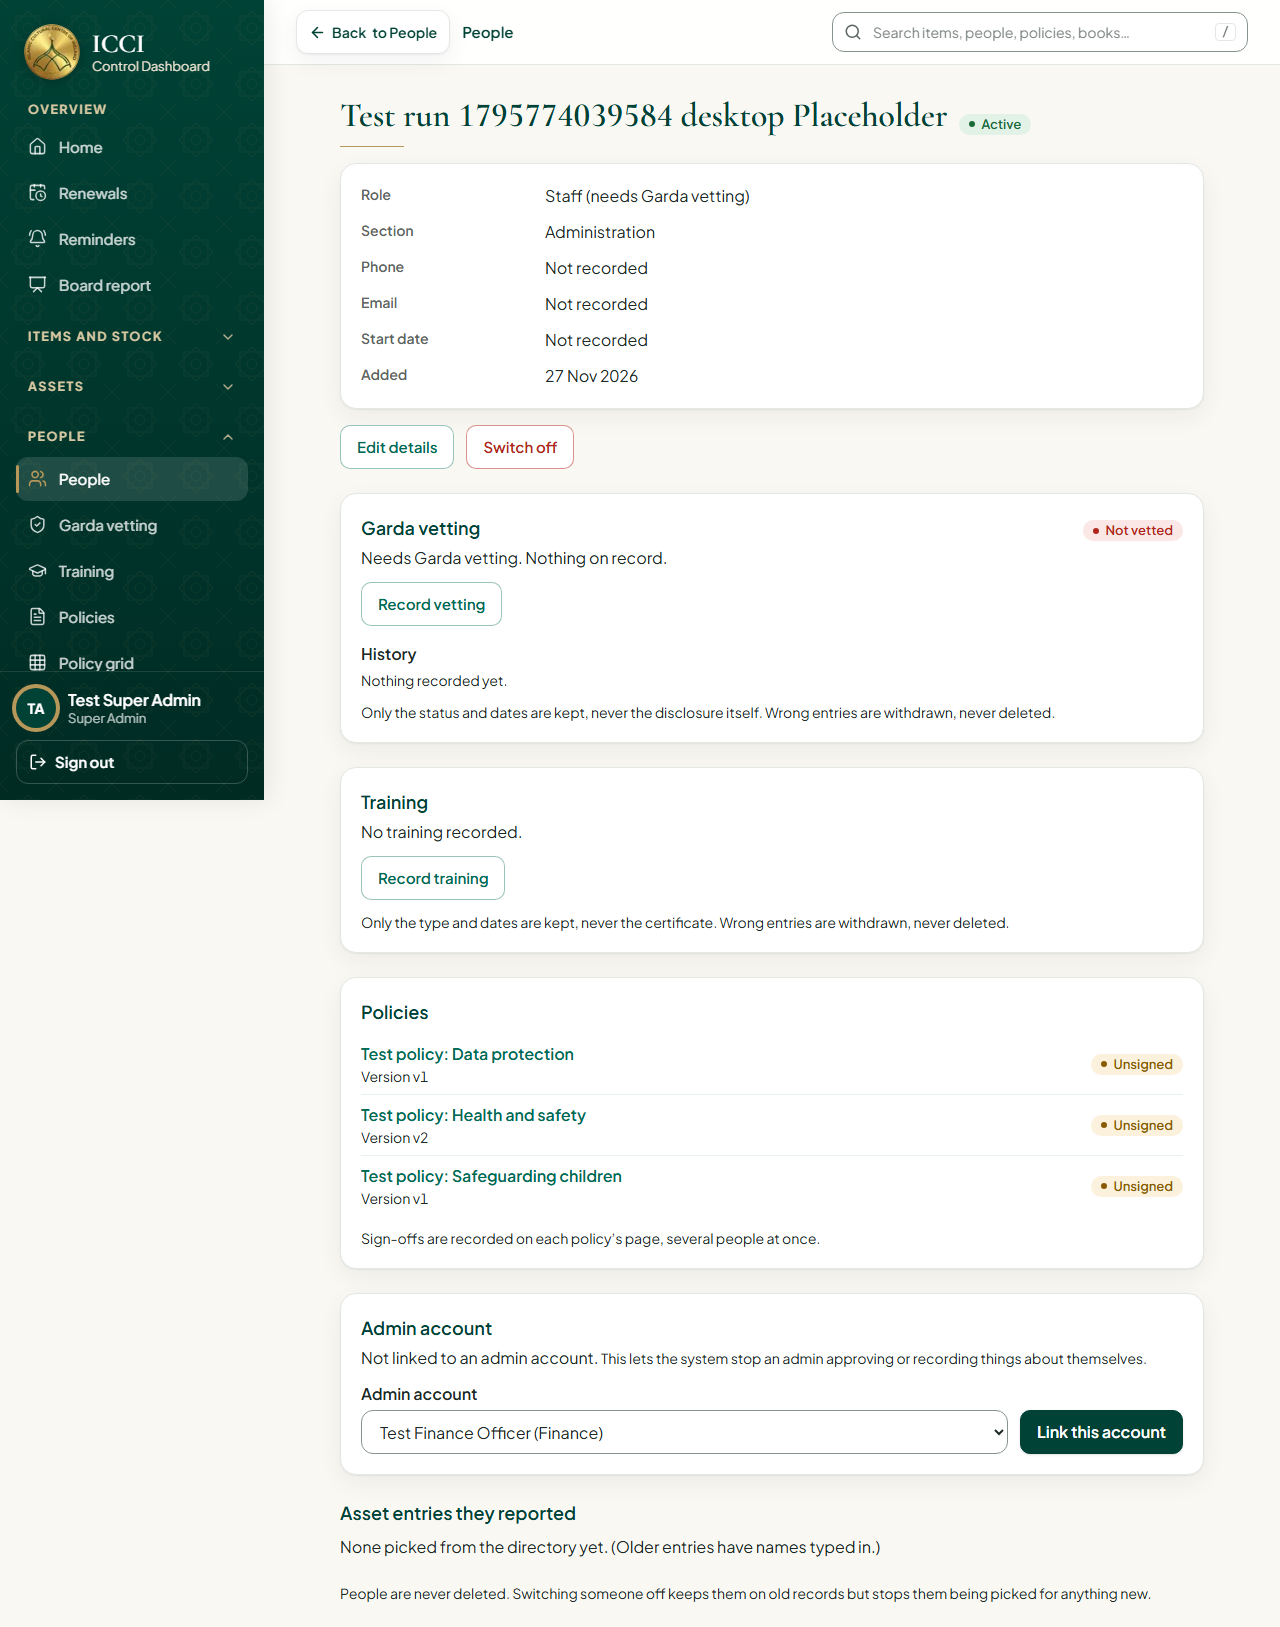 ICCI
Control Dashboard
OVERVIEW
Home
Renewals
Reminders
Board report
ITEMS AND STOCK
ASSETS
PEOPLE
People
Garda vetting
Training
Policies
Policy grid
TA
Test Super Admin
Super Admin
Sign out
Back to People
People
Search items, people, policies, books…
/
Test run 1795774039584 desktop Placeholder
Active
Role
Staff (needs Garda vetting)
Section
Administration
Phone
Not recorded
Email
Not recorded
Start date
Not recorded
Added
27 Nov 2026
Edit details
Switch off
Garda vetting
Not vetted
Needs Garda vetting. Nothing on record.
Record vetting
History
Nothing recorded yet.
Only the status and dates are kept, never the disclosure itself. Wrong entries are withdrawn, never deleted.
Training
No training recorded.
Record training
Only the type and dates are kept, never the certificate. Wrong entries are withdrawn, never deleted.
Policies
Test policy: Data protection
Version v1
Unsigned
Test policy: Health and safety
Version v2
Unsigned
Test policy: Safeguarding children
Version v1
Unsigned
Sign-offs are recorded on each policy's page, several people at once.
Admin account
Not linked to an admin account. This lets the system stop an admin approving or recording things about themselves.
Admin account
Test Finance Officer (Finance)
Link this account
Asset entries they reported
None picked from the directory yet. (Older entries have names typed in.)
People are never deleted. Switching someone off keeps them on old records but stops them being picked for anything new.